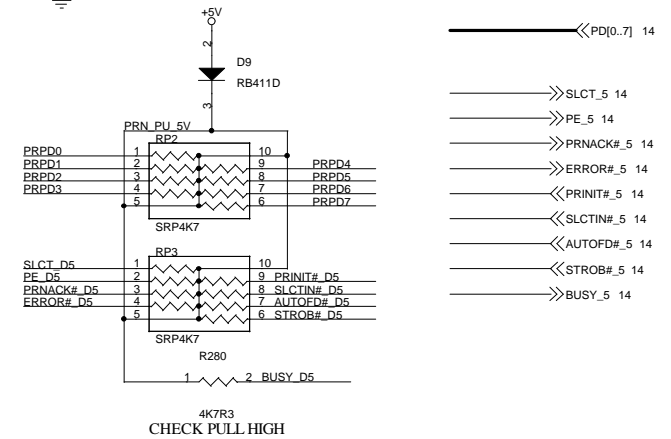 +5V
2
D9
RB411D
3
PRN_PU_5V
RP2
PRPD0 1 10
PRPD1 2 9 PRPD4
PRPD2 3 8 PRPD5
PRPD3 4 7 PRPD6
5 6 PRPD7
SRP4K7
RP3
SLCT_D5 1 10
PE_D5 2 9 PRINIT#_D5
PRNACK#_D5 3 8 SLCTIN#_D5
ERROR#_D5 4 7 AUTOFD#_D5
5 6 STROB#_D5
SRP4K7
R280
1 2 BUSY_D5
4K7R3
CHECK PULL HIGH
PD[0..7] 14
SLCT_5 14
PE_5 14
PRNACK#_5 14
ERROR#_5 14
PRINIT#_5 14
SLCTIN#_5 14
AUTOFD#_5 14
STROB#_5 14
BUSY_5 14